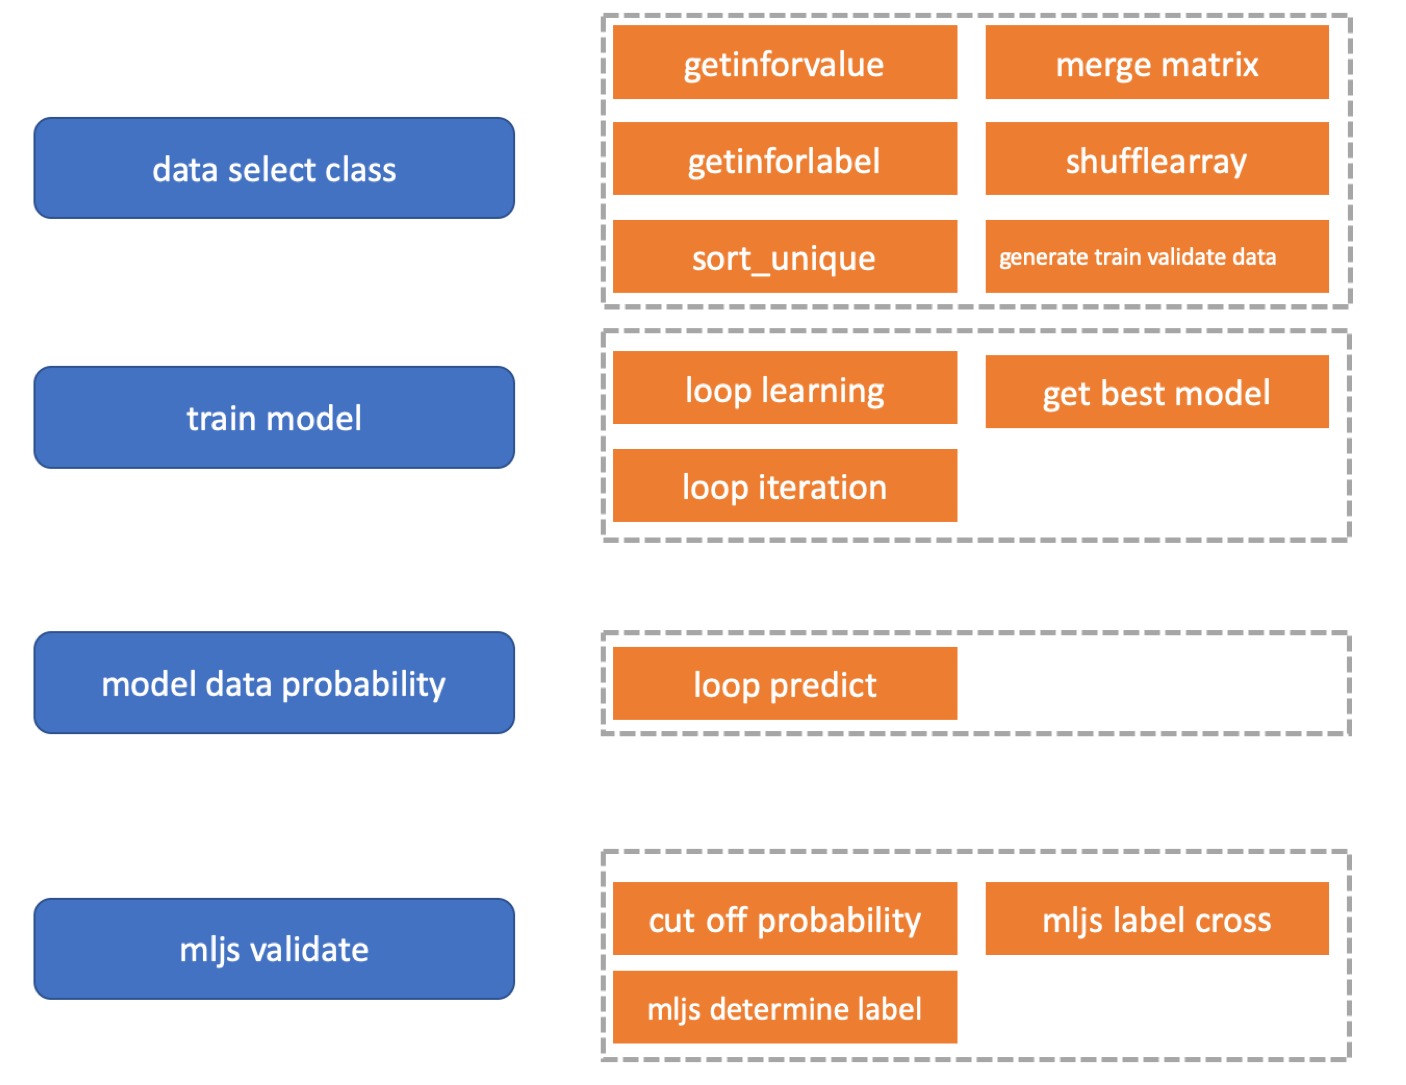 data select class
getinforvalue
merge matrix
getinforlabel
shufflearray
sort_unique
generate train validate data
train model
loop learning
get best model
loop iteration
model data probability
loop predict
mljs validate
cut off probability
mljs label cross
mljs determine label